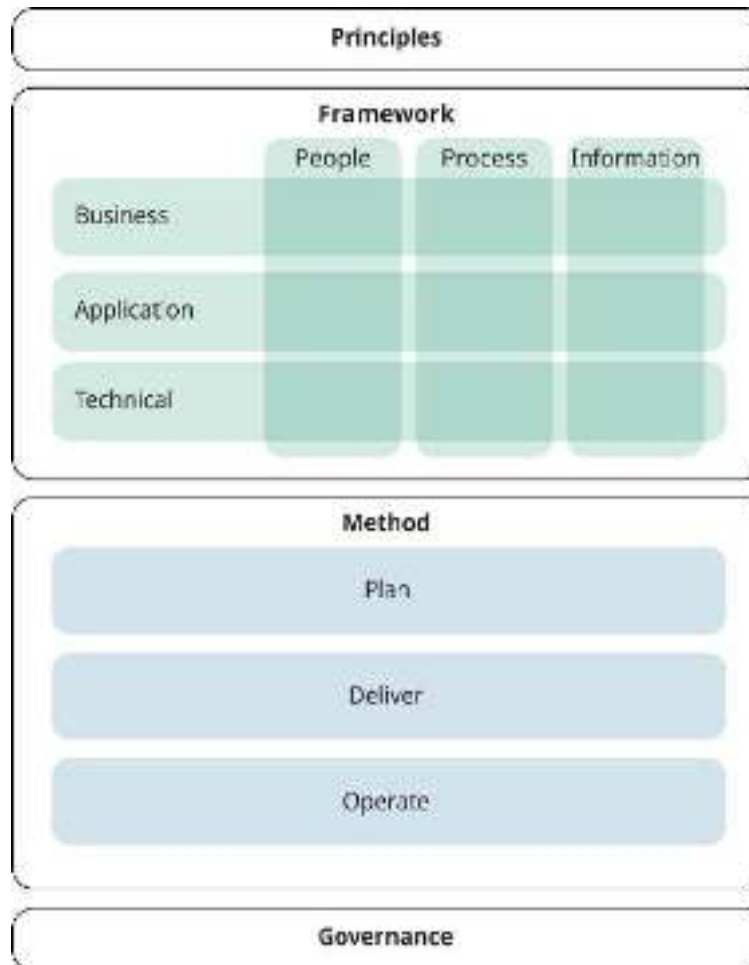 Principles
Framework
People Process Information
Business
Application
Technical
Method
Plan
Deliver
Operate
Governance